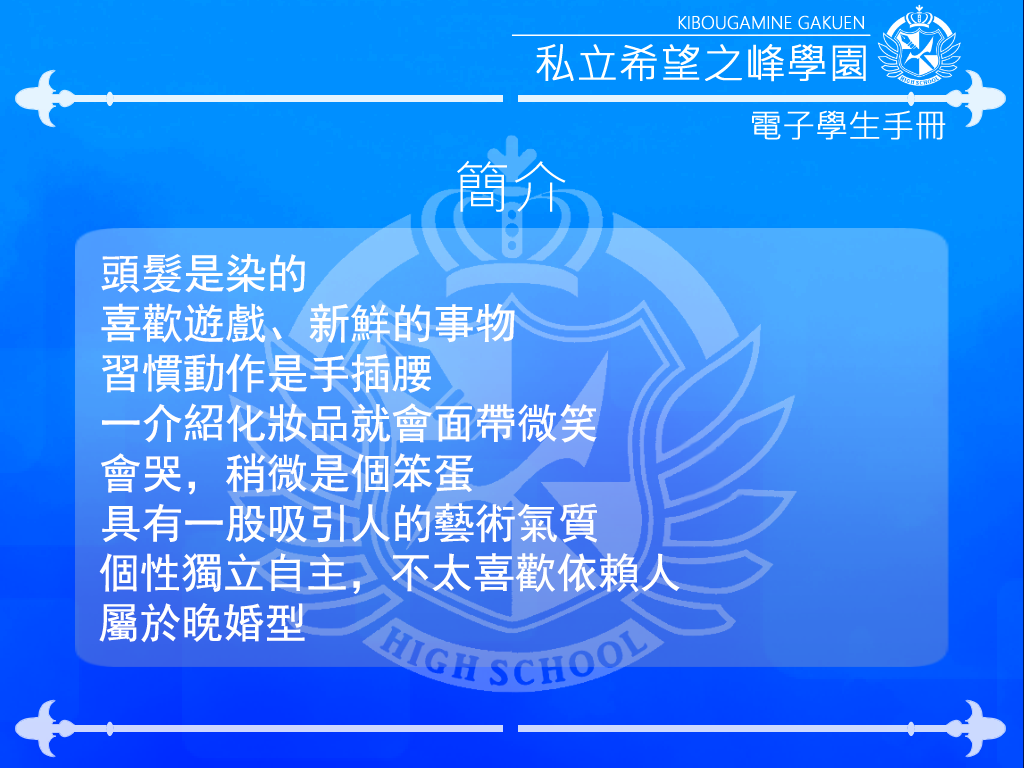 KIBOUGAMINE GAKUEN
私立希望之峰學園
HIGH SCHOOL
電子學生手冊
簡介
頭髮是染的
喜歡遊戲、新鮮的事物
習慣動作是手插腰
一介紹化妝品就會面帶微笑
會哭，稍微是個笨蛋
具有一股吸引人的藝術氣質
個性獨立自主，不太喜歡依賴人
屬於晚婚型
HIGH SCHOOL